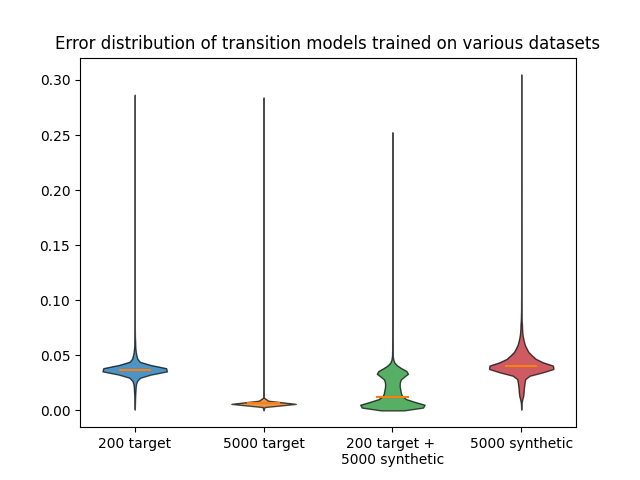 Error distribution of transition models trained on various datasets
0.30
0.25
0.20
0.15
0.10
0.05
0.00
200 target
5000 target
200 target +
5000 synthetic
5000 synthetic